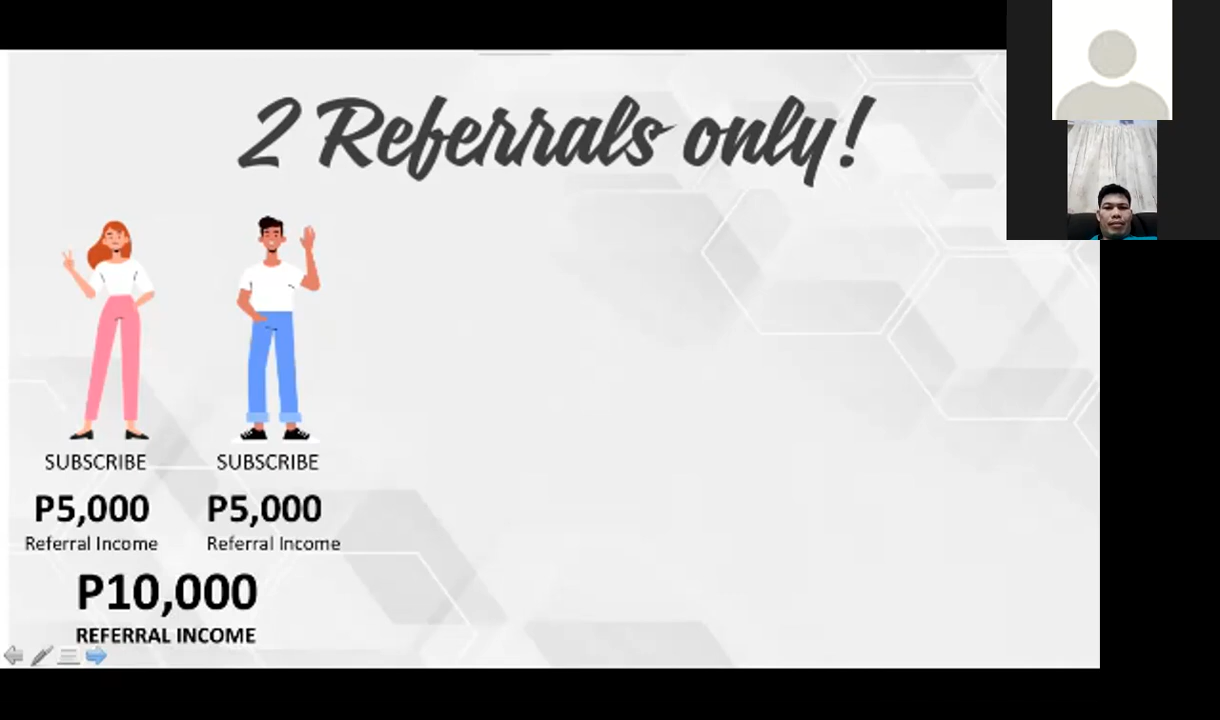 2 Referrals only!
SUBSCRIBE SUBSCRIBE
P5,000 P5,000
Referral Income Referral Income
P10,000
REFERRAL INCOME